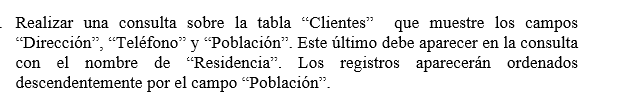 Realizar una consulta sobre la tabla “Clientes” que muestre los campos
“Dirección”, “Teléfono” y “Población”. Este último debe aparecer en la consulta
con el nombre de “Residencia”. Los registros aparecerán ordenados
descendentemente por el campo “Población”.